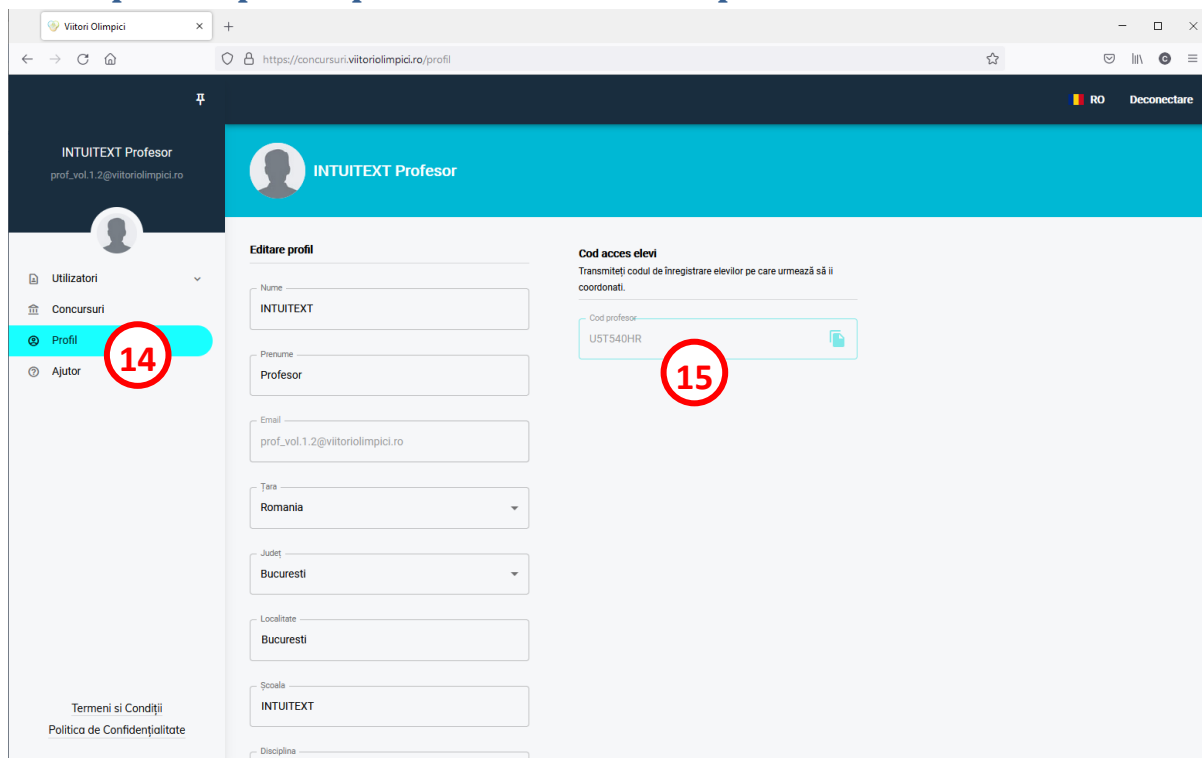 Viitori Olimpici
https://concursuri.viitoriolimpici.ro/profil
RO Deconectare
INTUITEXT Profesor
prof_vol.1.2@viitoriolimpici.ro
INTUITEXT Profesor
Utilizatori
Concursuri
Profil
14
Ajutor
Termeni si Condiții
Politica de Confidențialitate
Editare profil
Nume
INTUITEXT
Prenume
Profesor
Email
prof_vol.1.2@viitoriolimpici.ro
Țara
Romania
Județ
Bucuresti
Localitate
Bucuresti
Școala
INTUITEXT
Disciplina
Cod acces elevi
Transmiteți codul de înregistrare elevilor pe care urmează să ii
coordonati.
Cod profesor
U5T540HR
15